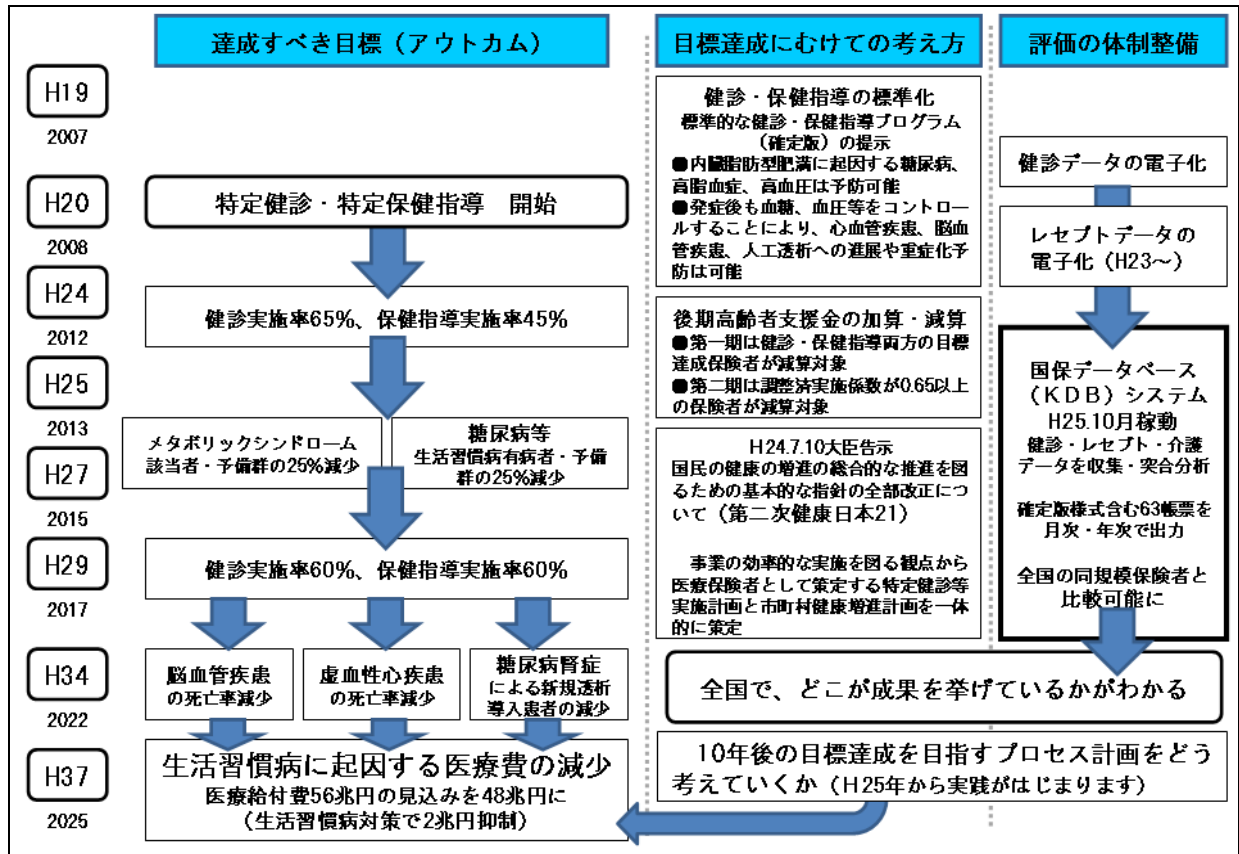 達成すべき目標（アウトカム）
目標達成にむけての考え方
評価の体制整備
H19
2007
H20
2008
H24
2012
H25
2013
H27
2015
H29
2017
H34
2022
H37
2025
特定健診・特定保健指導　開始
健診実施率65%、保健指導実施率45%
メタボリックシンドローム
該当者・予備群の25%減少
糖尿病等
生活習慣病有病者・予備
群の25%減少
健診実施率60%、保健指導実施率60%
脳血管疾患
の死亡率減少
虚血性心疾患
の死亡率減少
糖尿病腎症
による新規透析
導入患者の減少
生活習慣病に起因する医療費の減少
医療給付費56兆円の見込みを48兆円に
（生活習慣病対策で2兆円抑制）
健診・保健指導の標準化
標準的な健診・保健指導プログラム
（確定版）の提示
●内臓脂肪型肥満に起因する糖尿病、
高脂血症、高血圧は予防可能
●発症後も血糖、血圧等をコントロー
ルすることにより、心血管疾患、脳血
管疾患、人工透析への進展や重症化予
防は可能
後期高齢者支援金の加算・減算
●第一期は健診・保健指導両方の目標
達成保険者が減算対象
●第二期は調整済実施係数が0.65以上
の保険者が減算対象
H24.7.10大臣告示
国民の健康の増進の総合的な推進を図
るための基本的な指針の全部改正につ
いて（第二次健康日本21）
事業の効率的な実施を図る観点から
医療保険者として策定する特定健診等
実施計画と市町村健康増進計画を一体
的に策定
健診データの電子化
レセプトデータの
電子化（H23～）
国保データベース
（KDB）システム
H25.10月稼動
健診・レセプト・介護
データを収集・突合分析
確定版様式含む63帳票を
月次・年次で出力
全国の同規模保険者と
比較可能に
全国で、どこが成果を挙げているかがわかる
10年後の目標達成を目指すプロセス計画をどう
考えていくか（H25年から実践がはじまります）